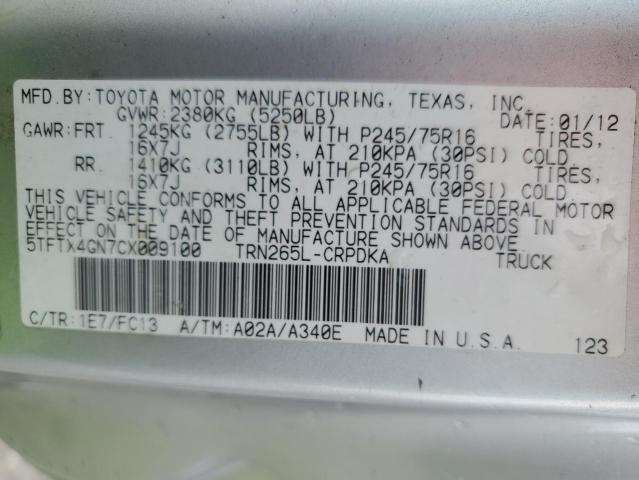 MFD.BY:TOYOTA MOTOR MANUFACTURING, TEXAS, INC.
GVWR:2380KG (5250LB) DATE:01/12
GAWR:FRT. 1245KG (2755LB) WITH P245/75R16 TIRES,
16X7J RIMS, AT 210KPA (30PSI) COLD
RR. 1410KG (3110LB) WITH P245/75R16 TIRES,
16X7J RIMS, AT 210KPA (30PSI) COLD
THIS VEHICLE CONFORMS TO ALL APPLICABLE FEDERAL MOTOR
VEHICLE SAFETY AND THEFT PREVENTION STANDARDS IN
EFFECT ON THE DATE OF MANUFACTURE SHOWN ABOVE.
5TFTX4GN7CX009100 TRN265L-CRPDKA TRUCK
C/TR:1E7/FC13 A/TM:A02A/A340E MADE IN U.S.A. 123